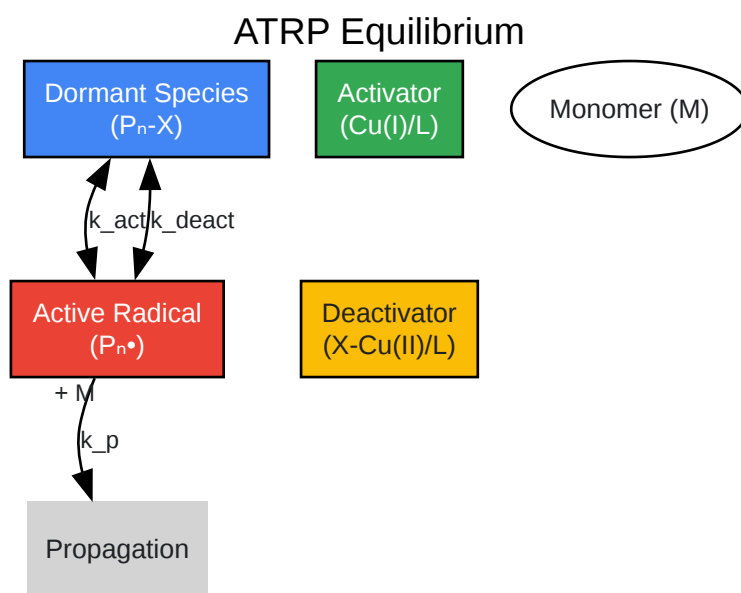 ATRP Equilibrium
Dormant Species
(Pₙ-X)
Activator
(Cu(I)/L)
Monomer (M)
k_act
k_deact
Active Radical
(Pₙ•)
Deactivator
(X-Cu(II)/L)
+ M
k_p
Propagation